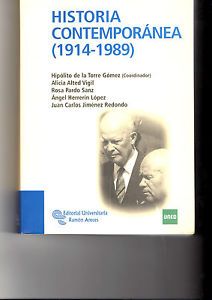 HISTORIA
CONTEMPORÁNEA
(1914-1989)
Hipólito de la Torre Gómez (Coordinador)
Alicia Alted Vigil
Rosa Pardo Sanz
Ángel Herrerín López
Juan Carlos Jiménez Redondo
Editorial Universitaria
Ramón Areces
UNED